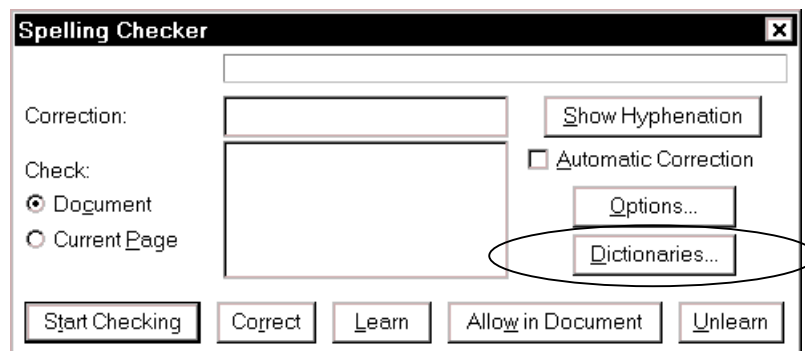 Spelling Checker
Correction:
Show Hyphenation
Check:
Automatic Correction
Document
Options...
Current Page
Dictionaries...
Start Checking
Correct
Learn
Allow in Document
Unlearn